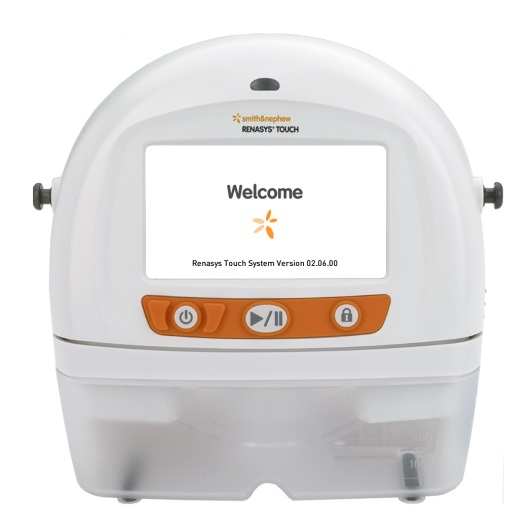 smith&nephew
RENASYS® TOUCH
Welcome
Renasys Touch System Version 02.06.00